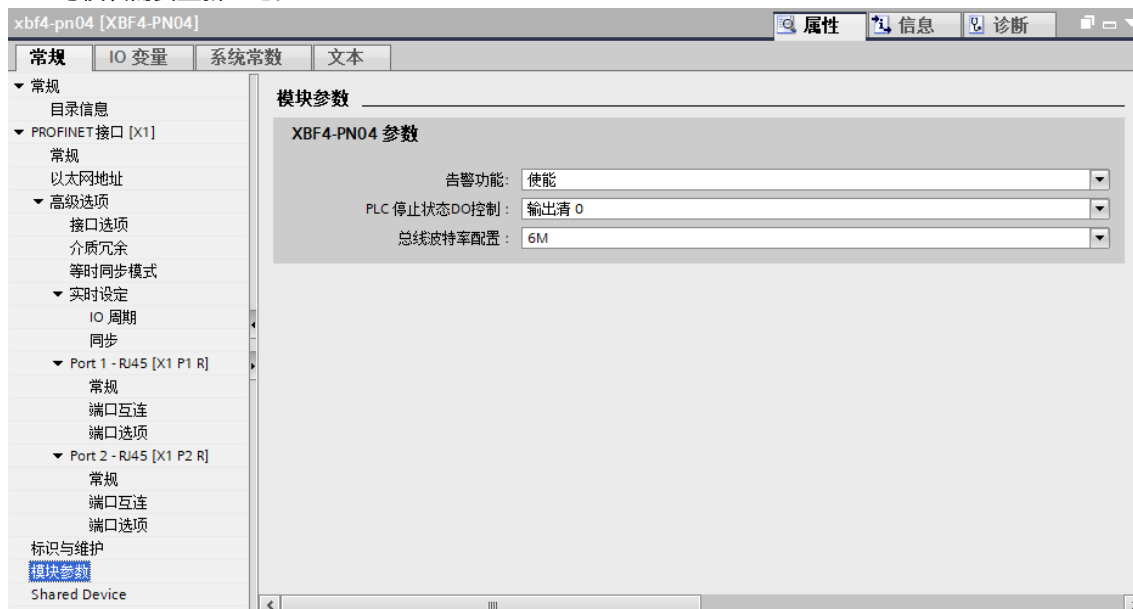 xbf4-pn04 [XBF4-PN04]
属性
信息
诊断
常规
IO 变量
系统常数
文本
常规
目录信息
PROFINET接口 [X1]
常规
以太网地址
高级选项
接口选项
介质冗余
等时同步模式
实时设定
IO 周期
同步
Port 1 - RJ45 [X1 P1 R]
常规
端口互连
端口选项
Port 2 - RJ45 [X1 P2 R]
常规
端口互连
端口选项
标识与维护
模块参数
Shared Device
模块参数
XBF4-PN04 参数
告警功能: 使能
PLC 停止状态DO控制: 输出清 0
总线波特率配置: 6M